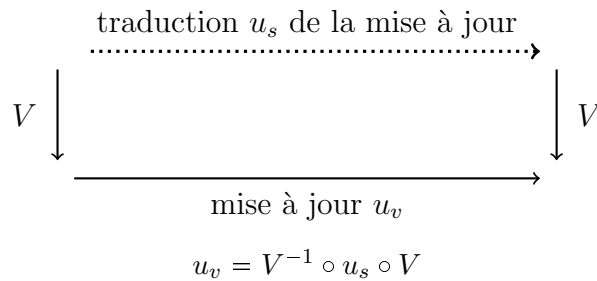 traduction u_s de la mise à jour
V V
mise à jour u_v
u_v = V^{-1} ∘ u_s ∘ V